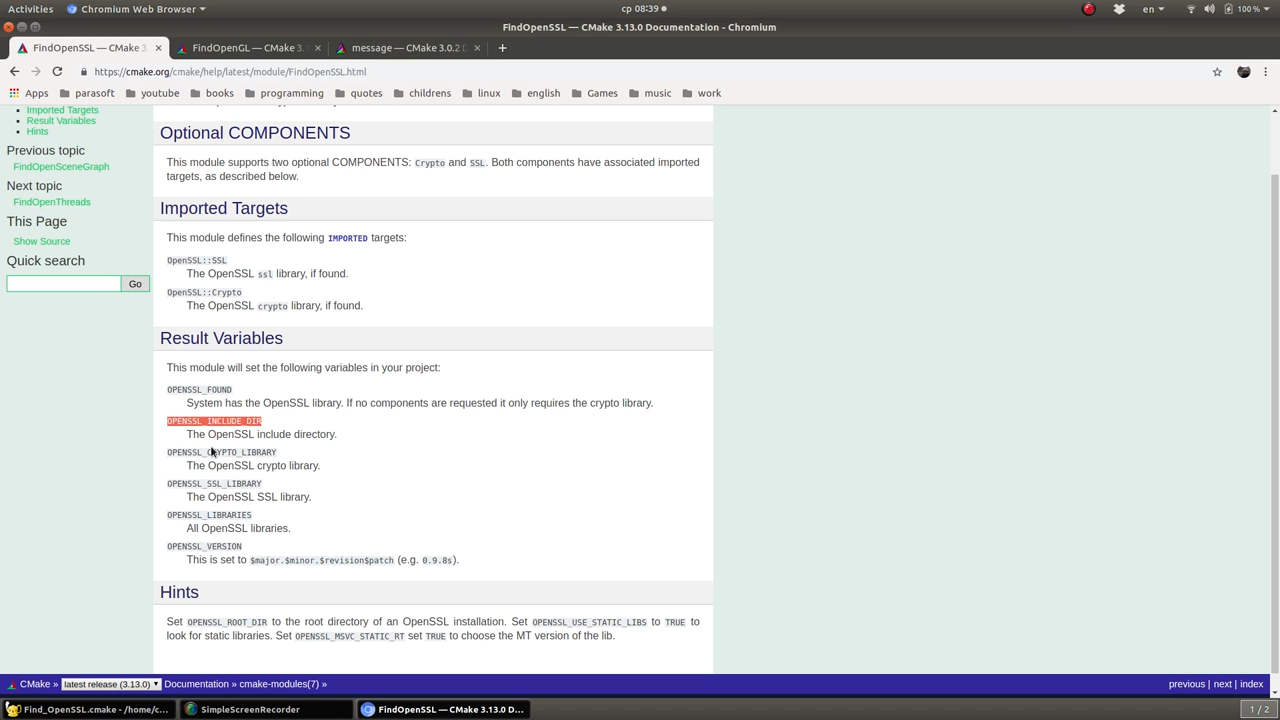 Activities
Chromium Web Browser
ср 08:39
en
100 %
FindOpenSSL — CMake 3.13.0 Documentation - Chromium
FindOpenSSL — CMake 3.
FindOpenGL — CMake 3.
message — CMake 3.0.2 D
https://cmake.org/cmake/help/latest/module/FindOpenSSL.html
Apps
parasoft
youtube
books
programming
quotes
childrens
linux
english
Games
music
work
Imported Targets
Result Variables
Hints
Previous topic
FindOpenSceneGraph
Next topic
FindOpenThreads
This Page
Show Source
Quick search
Go
Optional COMPONENTS
This module supports two optional COMPONENTS: Crypto and SSL. Both components have associated imported
targets, as described below.
Imported Targets
This module defines the following IMPORTED targets:
OpenSSL::SSL
The OpenSSL ssl library, if found.
OpenSSL::Crypto
The OpenSSL crypto library, if found.
Result Variables
This module will set the following variables in your project:
OPENSSL_FOUND
System has the OpenSSL library. If no components are requested it only requires the crypto library.
OPENSSL_INCLUDE_DIR
The OpenSSL include directory.
OPENSSL_CRYPTO_LIBRARY
The OpenSSL crypto library.
OPENSSL_SSL_LIBRARY
The OpenSSL SSL library.
OPENSSL_LIBRARIES
All OpenSSL libraries.
OPENSSL_VERSION
This is set to $major.$minor.$revision$patch (e.g. 0.9.8s).
Hints
Set OPENSSL_ROOT_DIR to the root directory of an OpenSSL installation. Set OPENSSL_USE_STATIC_LIBS to TRUE to
look for static libraries. Set OPENSSL_MSVC_STATIC_RT set TRUE to choose the MT version of the lib.
CMake » latest release (3.13.0) Documentation » cmake-modules(7) »
previous | next | index
Find_OpenSSL.cmake - /home/c...
SimpleScreenRecorder
FindOpenSSL — CMake 3.13.0 D...
1 / 2